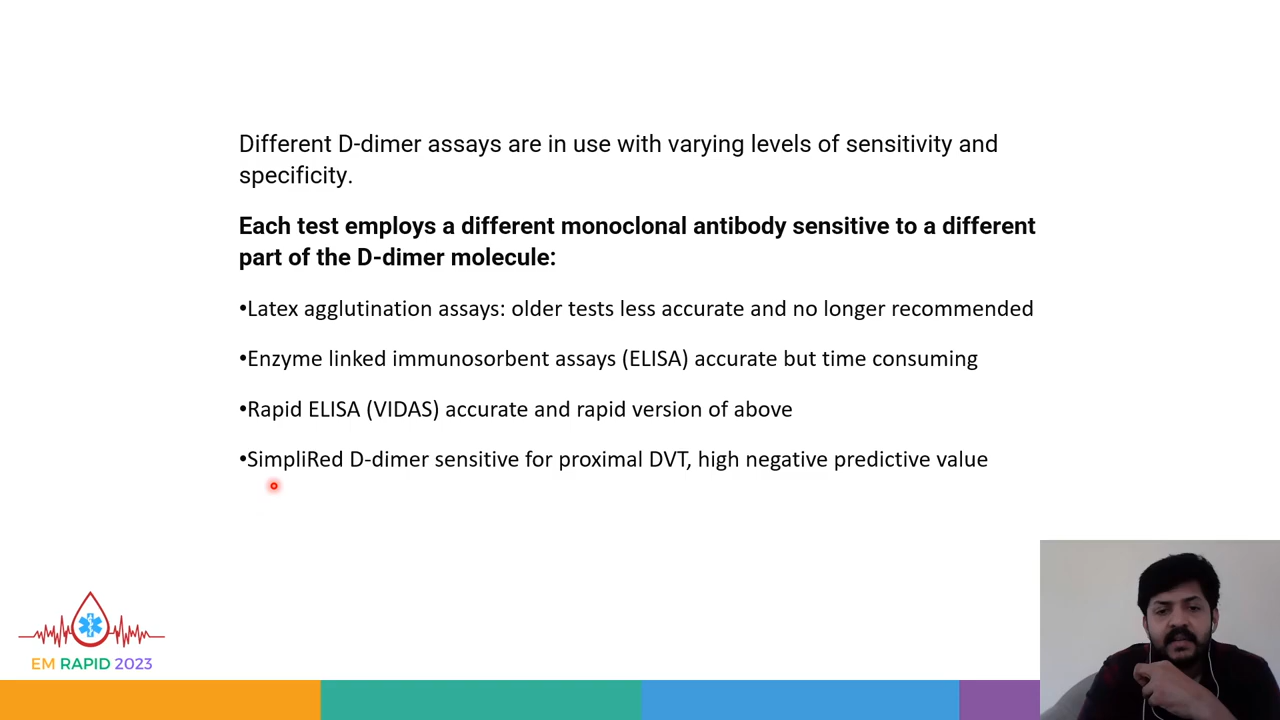 Different D-dimer assays are in use with varying levels of sensitivity and
specificity.
Each test employs a different monoclonal antibody sensitive to a different
part of the D-dimer molecule:
•Latex agglutination assays: older tests less accurate and no longer recommended
•Enzyme linked immunosorbent assays (ELISA) accurate but time consuming
•Rapid ELISA (VIDAS) accurate and rapid version of above
•SimpliRed D-dimer sensitive for proximal DVT, high negative predictive value
EM RAPID 2023